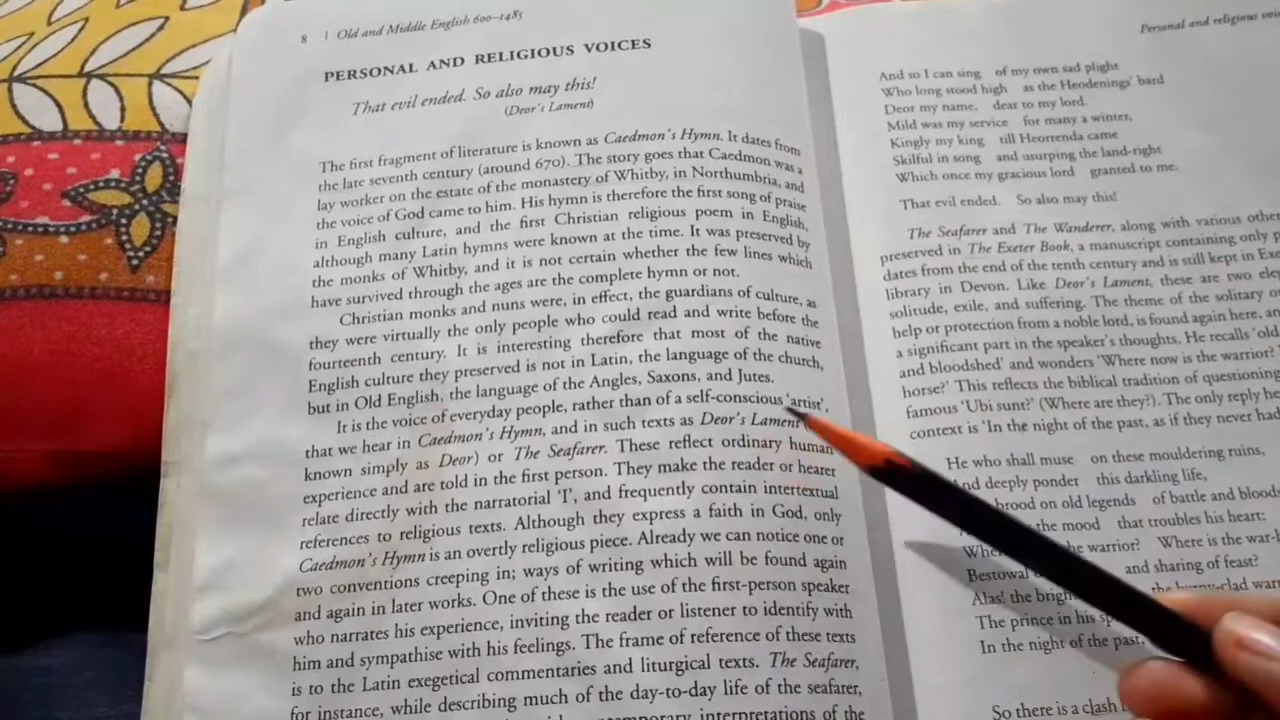 8 | Old and Middle English 600–1485
PERSONAL AND RELIGIOUS VOICES
That evil ended. So also may this!
(Deor's Lament)
The first fragment of literature is known as Caedmon's Hymn. It dates from
the late seventh century (around 670). The story goes that Caedmon was a
lay worker on the estate of the monastery of Whitby, in Northumbria, and
the voice of God came to him. His hymn is therefore the first song of praise
in English culture, and the first Christian religious poem in English,
although many Latin hymns were known at the time. It was preserved by
the monks of Whitby, and it is not certain whether the few lines which
have survived through the ages are the complete hymn or not.
Christian monks and nuns were, in effect, the guardians of culture, as
they were virtually the only people who could read and write before the
fourteenth century. It is interesting therefore that most of the native
English culture they preserved is not in Latin, the language of the church,
but in Old English, the language of the Angles, Saxons, and Jutes.
It is the voice of everyday people, rather than of a self-conscious 'artist',
that we hear in Caedmon's Hymn, and in such texts as Deor's Lament
known simply as Deor) or The Seafarer. These reflect ordinary human
experience and are told in the first person. They make the reader or hearer
relate directly with the narratorial 'I', and frequently contain intertextual
references to religious texts. Although they express a faith in God, only
Caedmon's Hymn is an overtly religious piece. Already we can notice one or
two conventions creeping in; ways of writing which will be found again
and again in later works. One of these is the use of the first-person speaker
who narrates his experience, inviting the reader or listener to identify with
him and sympathise with his feelings. The frame of reference of these texts
is to the Latin exegetical commentaries and liturgical texts. The Seafarer,
for instance, while describing much of the day-to-day life of the seafarer,
interpretations of the
Personal and religious
And so I can sing of my own sad plight
Who long stood high as the Heodenings' bard
Deor my name, dear to my lord.
Mild was my service for many a winter,
Kingly my king till Heorrenda came
Skilful in song and usurping the land-right
Which once my gracious lord granted to me.
That evil ended. So also may this!
The Seafarer and The Wanderer, along with various other
preserved in The Exeter Book, a manuscript containing only
dates from the end of the tenth century and is still kept in
library in Devon. Like Deor's Lament, these are two
solitude, exile, and suffering. The theme of the solitary
help or protection from a noble lord, is found again here,
a significant part in the speaker's thoughts. He recalls 'old
and bloodshed' and wonders 'Where now is the warrior?
horse?' This reflects the biblical tradition of questioning
famous 'Ubi sunt?' (Where are they?). The only reply
context is 'In the night of the past, as if they never had
He who shall muse on these mouldering ruins,
And deeply ponder this darkling life,
brood on old legends of battle and
the mood that troubles his heart:
the warrior? Where is the
Bestowal and sharing of feast?
Alas! the
The prince in his
In the night of the past,
So there is a clash